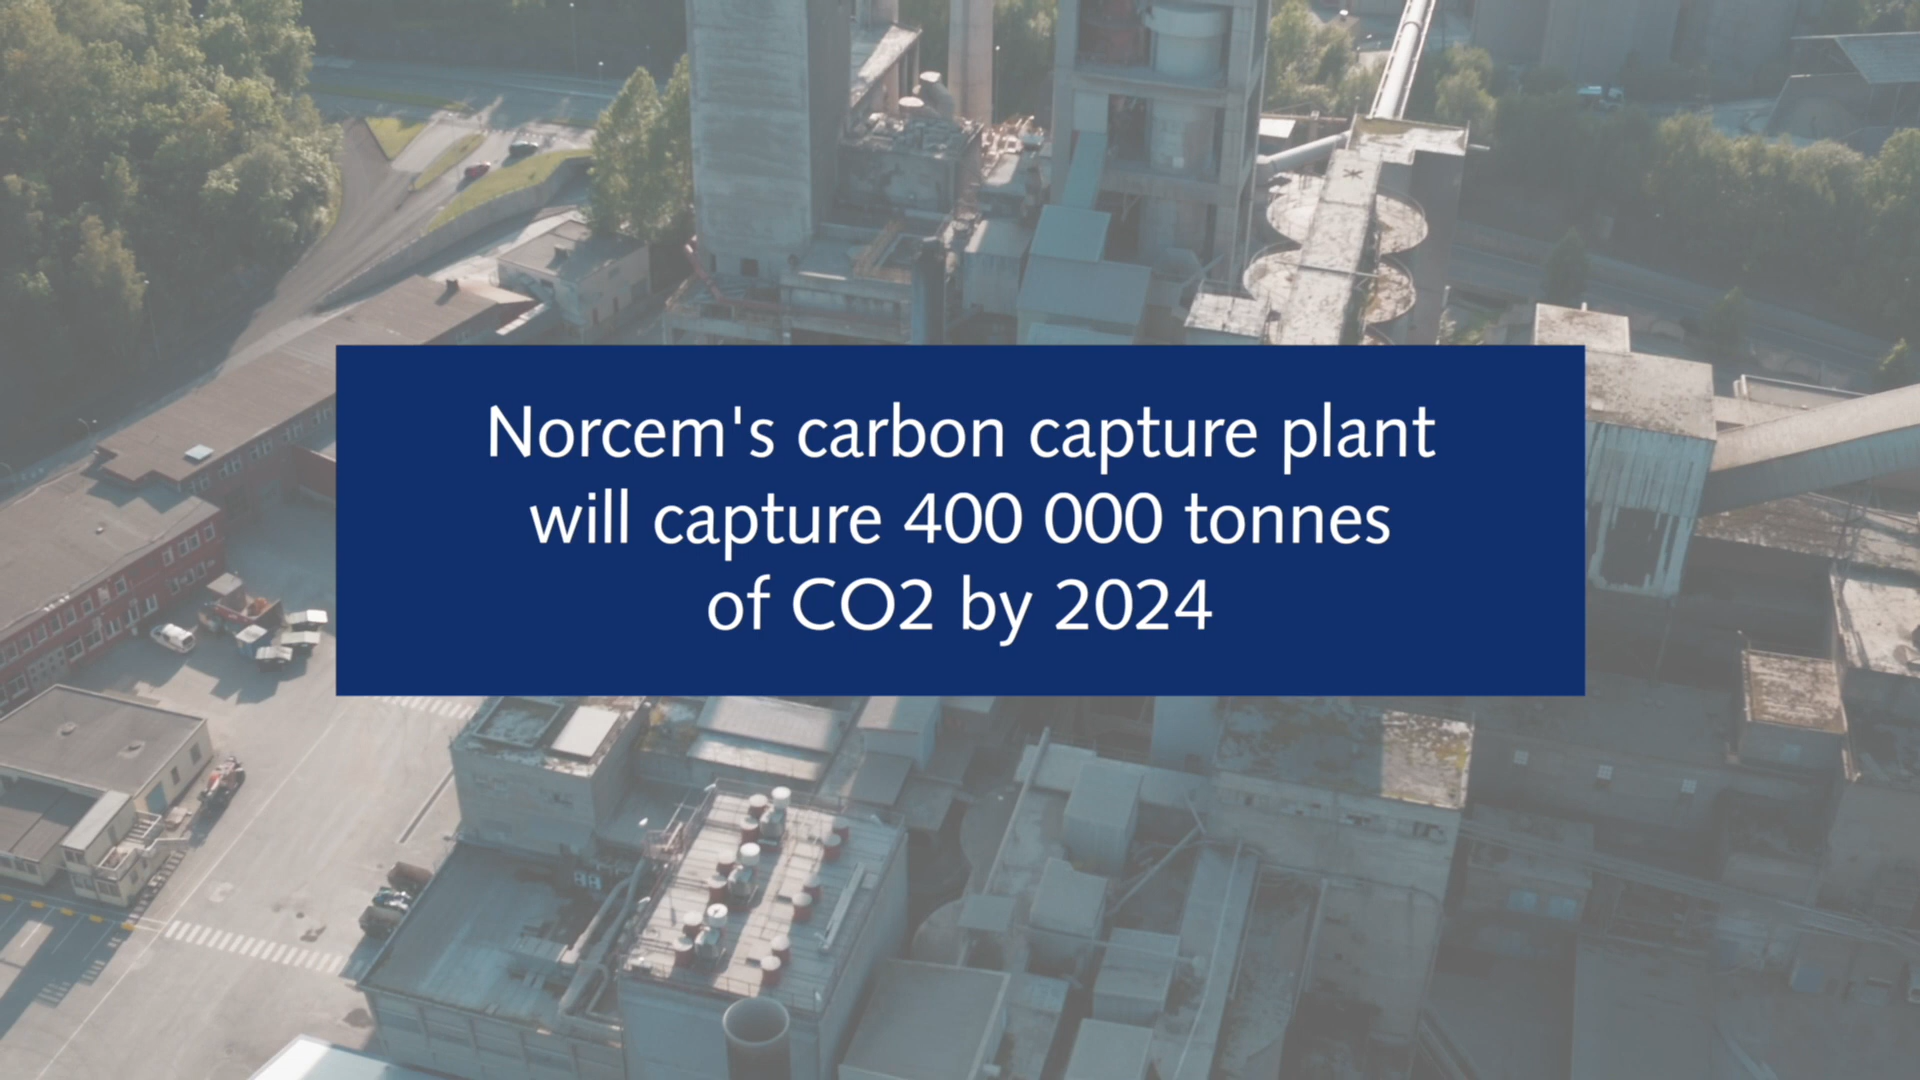 Norcem's carbon capture plant
will capture 400 000 tonnes
of CO2 by 2024